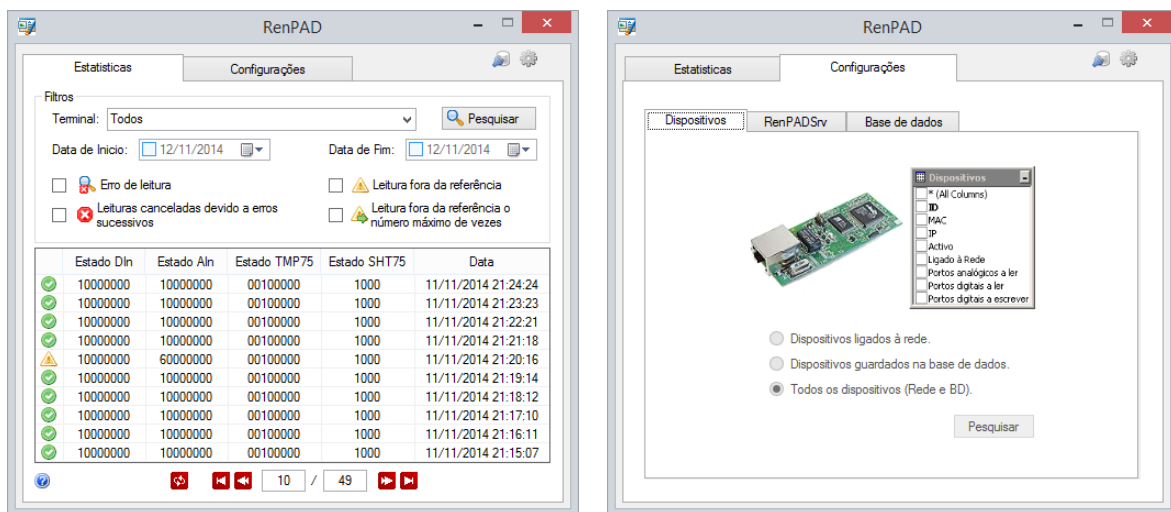 RenPAD
Estatisticas Configurações
Filtros
Terminal: Todos Pesquisar
Data de Inicio: 12/11/2014 Data de Fim: 12/11/2014
Erro de leitura Leitura fora da referência
Leituras canceladas devido a erros sucessivos Leitura fora da referência o número máximo de vezes
Estado DIn Estado AIn Estado TMP75 Estado SHT75 Data
10000000 10000000 00100000 1000 11/11/2014 21:24:24
10000000 10000000 00100000 1000 11/11/2014 21:23:23
10000000 10000000 00100000 1000 11/11/2014 21:22:21
10000000 10000000 00100000 1000 11/11/2014 21:21:18
10000000 60000000 00100000 1000 11/11/2014 21:20:16
10000000 10000000 00100000 1000 11/11/2014 21:19:14
10000000 10000000 00100000 1000 11/11/2014 21:18:12
10000000 10000000 00100000 1000 11/11/2014 21:17:10
10000000 10000000 00100000 1000 11/11/2014 21:16:11
10000000 10000000 00100000 1000 11/11/2014 21:15:07
10 / 49
RenPAD
Estatisticas Configurações
Dispositivos RenPADSrv Base de dados
Dispositivos
* (All Columns)
ID
MAC
IP
Activo
Ligado à Rede
Portos analógicos a ler
Portos digitais a ler
Portos digitais a escrever
Dispositivos ligados à rede.
Dispositivos guardados na base de dados.
Todos os dispositivos (Rede e BD).
Pesquisar